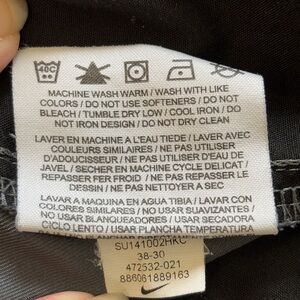 40C
MACHINE WASH WARM / WASH WITH LIKE
COLORS / DO NOT USE SOFTENERS / DO NOT
BLEACH / TUMBLE DRY LOW / COOL IRON / DO
NOT IRON DESIGN / DO NOT DRY CLEAN
LAVER EN MACHINE A L'EAU TIEDE / LAVER AVEC
COULEURS SIMILAIRES / NE PAS UTILISER
D'ADOUCISSEUR / NE PAS UTILISER D'EAU DE
JAVEL / SECHER EN MACHINE CYCLE DELICAT /
REPASSER FER FROID / NE PAS REPASSER LE
DESSIN / NE PAS NETTOYER A SEC
LAVAR A MAQUINA EN AGUA TIBIA / LAVAR CON
COLORES SIMILARES / NO USAR SUAVIZANTES /
NO USAR BLANQUEADORES / USAR SECADORA
CICLO LENTO / USAR PLANCHA TEMPERATURA
SU141002HKC
38-30
472532-021
886061889163